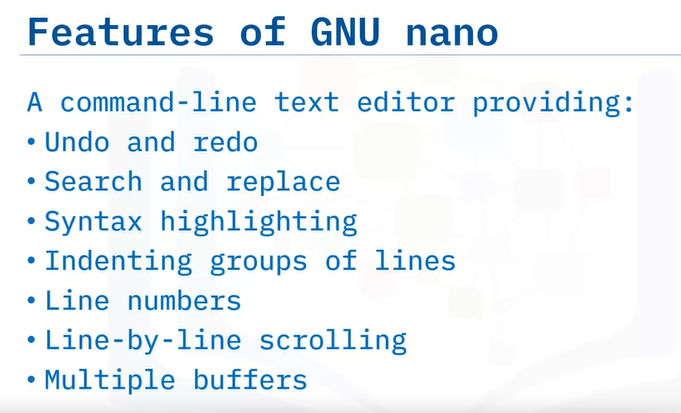 Features of GNU nano
A command-line text editor providing:
• Undo and redo
• Search and replace
• Syntax highlighting
• Indenting groups of lines
• Line numbers
• Line-by-line scrolling
• Multiple buffers